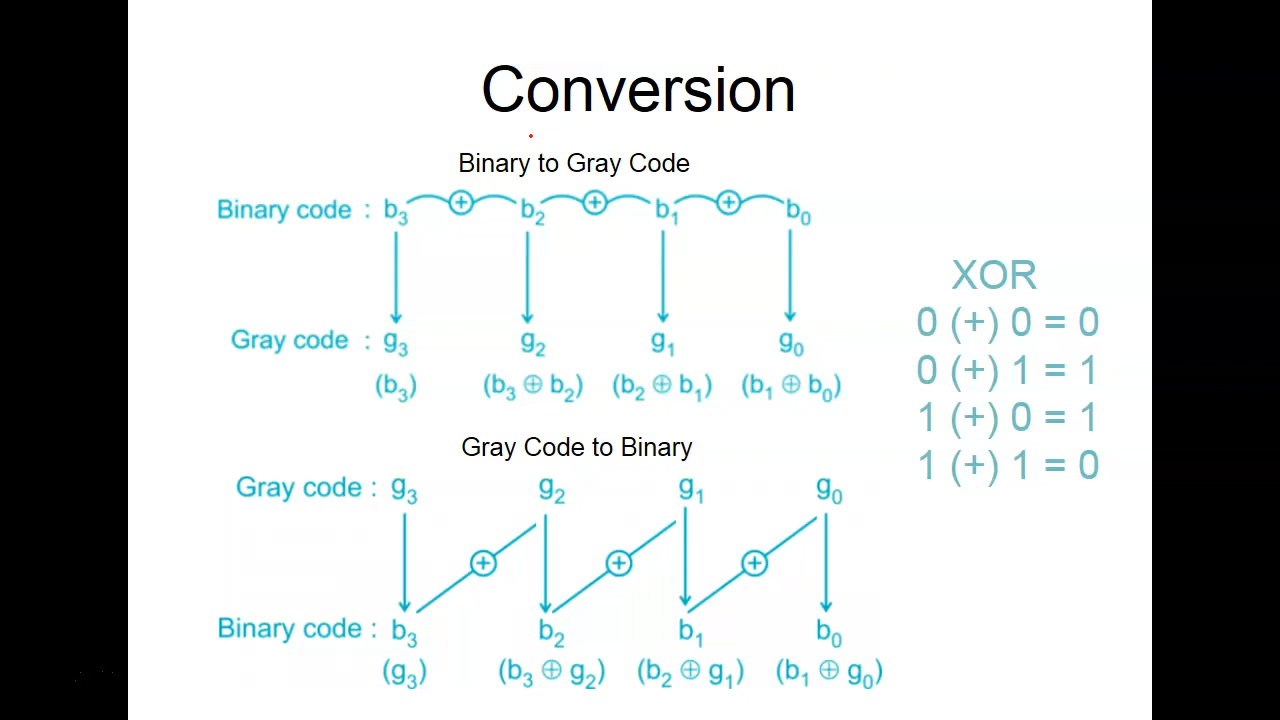 Conversion
Binary to Gray Code
Binary code : b₃ ⊕ b₂ ⊕ b₁ ⊕ b₀
Gray code : g₃ g₂ g₁ g₀
(b₃) (b₃ ⊕ b₂) (b₂ ⊕ b₁) (b₁ ⊕ b₀)
Gray Code to Binary
Gray code : g₃ g₂ g₁ g₀
⊕ ⊕ ⊕
Binary code : b₃ b₂ b₁ b₀
(g₃) (b₃ ⊕ g₂) (b₂ ⊕ g₁) (b₁ ⊕ g₀)
XOR
0 (+) 0 = 0
0 (+) 1 = 1
1 (+) 0 = 1
1 (+) 1 = 0